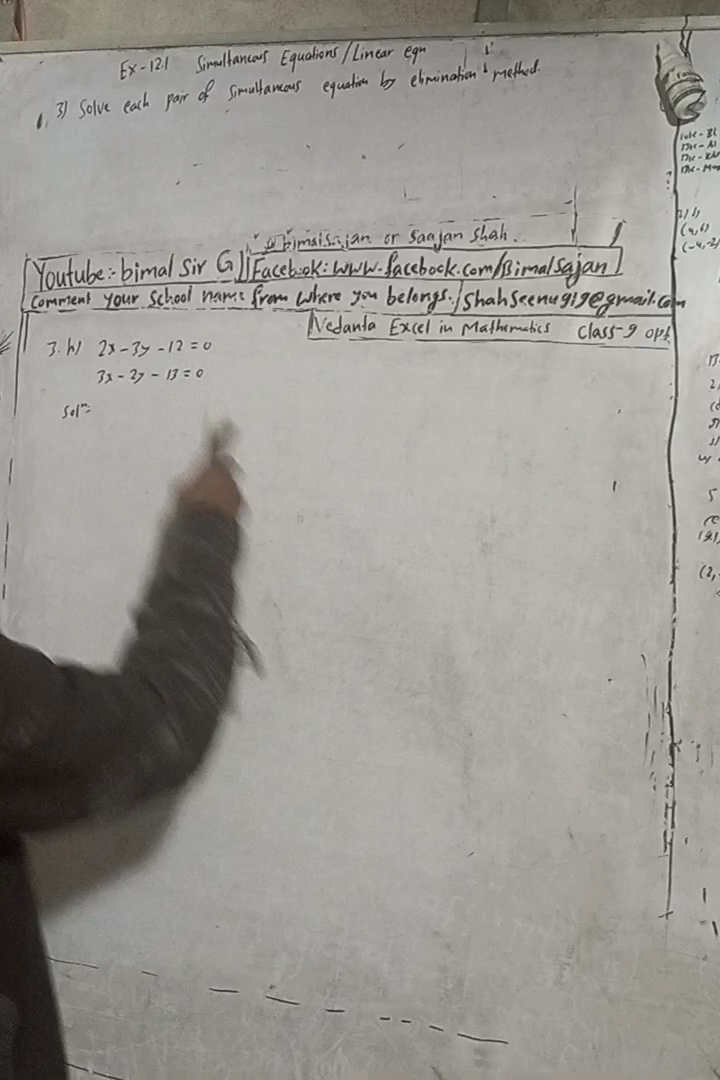 Ex-12.1 Simultaneous Equations/Linear eqn
3) Solve each pair of simultaneous equation by elimination method.
bimalsajan or Saajan Shah.
Youtube:- bimal Sir G
Facebook: www.facebook.com/Bimalsajan
Comment your School name from where you belongs. / Shahseenu919@gmail.com
Vedanta Excel in Mathematics Class-9 opt
3. h) 2x - 3y - 12 = 0
3x - 2y - 13 = 0
Solⁿ: